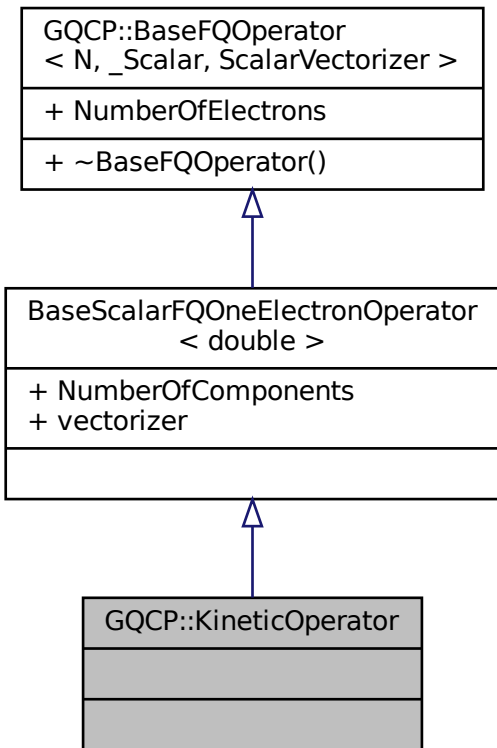 GQCP::BaseFQOperator
< N, _Scalar, ScalarVectorizer >
+ NumberOfElectrons
+ ~BaseFQOperator()
BaseScalarFQOneElectronOperator
< double >
+ NumberOfComponents
+ vectorizer
GQCP::KineticOperator